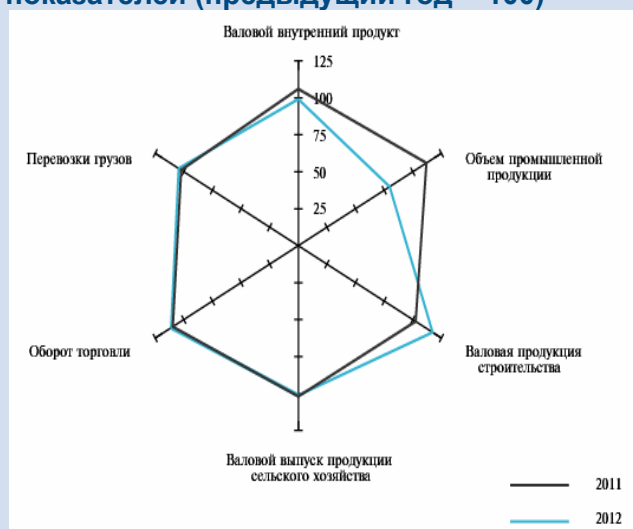 показателей (предыдущий год = 100)
Валовой внутренний продукт
125
100
75
50
25
Перевозки грузов
Объем промышленной
продукции
Оборот торговли
Валовая продукция
строительства
Валовой выпуск продукции
сельского хозяйства
2011
2012